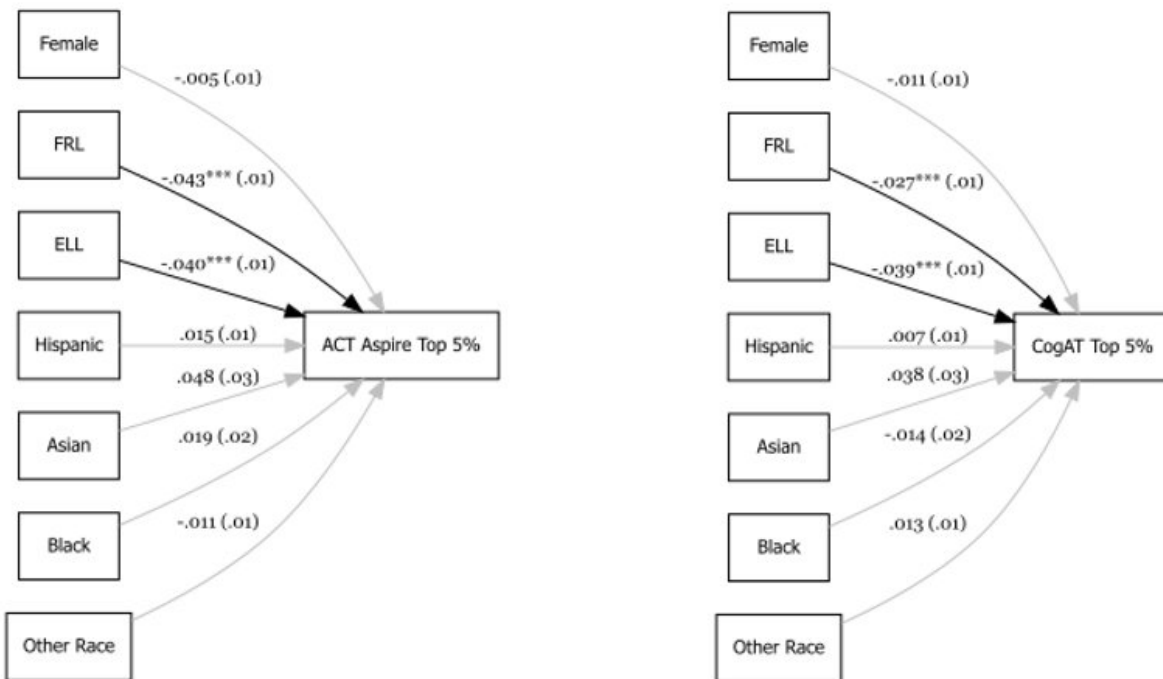 Female
-.005 (.01)
FRL
-.043*** (.01)
ELL
-.040*** (.01)
Hispanic
.015 (.01)
ACT Aspire Top 5%
.048 (.03)
Asian
.019 (.02)
Black
-.011 (.01)
Other Race
Female
-.011 (.01)
FRL
-.027*** (.01)
ELL
-.039*** (.01)
Hispanic
.007 (.01)
CogAT Top 5%
.038 (.03)
Asian
-.014 (.02)
Black
.013 (.01)
Other Race